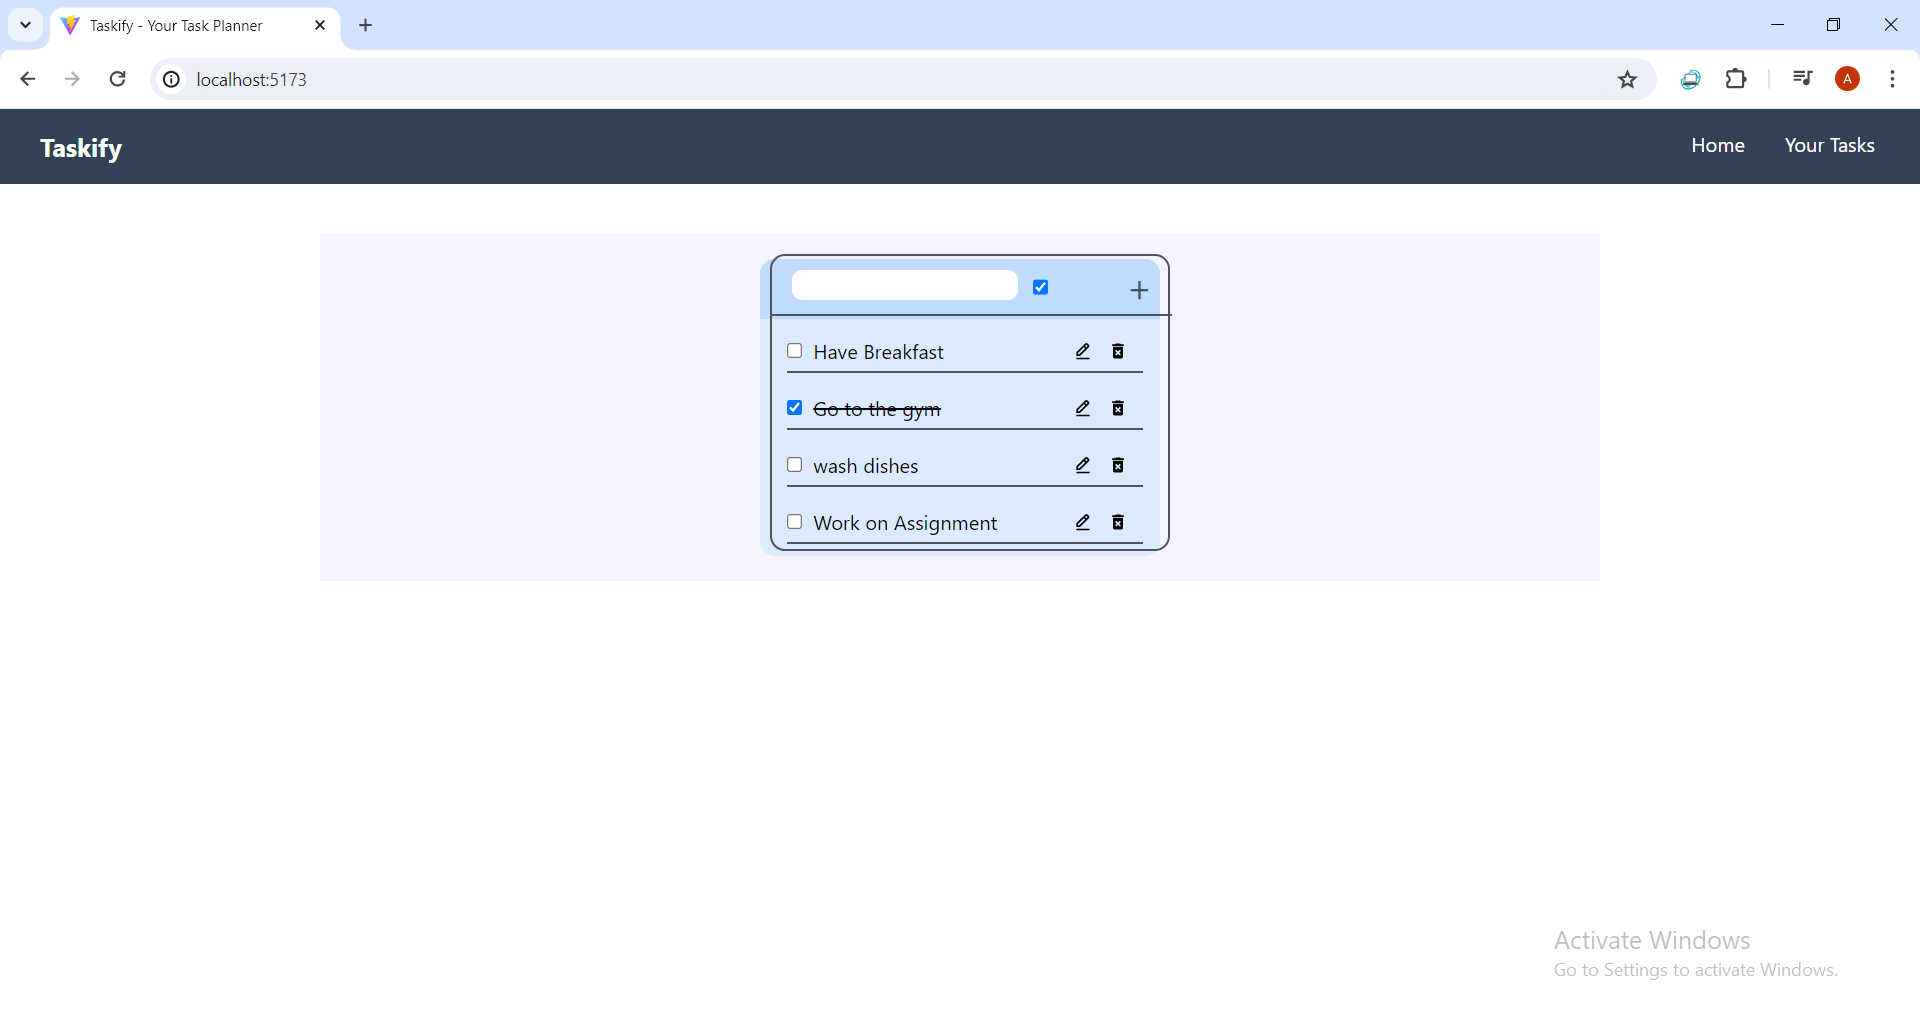 Taskify - Your Task Planner
localhost:5173
A
Taskify
Home
Your Tasks
Have Breakfast
Go to the gym
wash dishes
Work on Assignment
Activate Windows
Go to Settings to activate Windows.